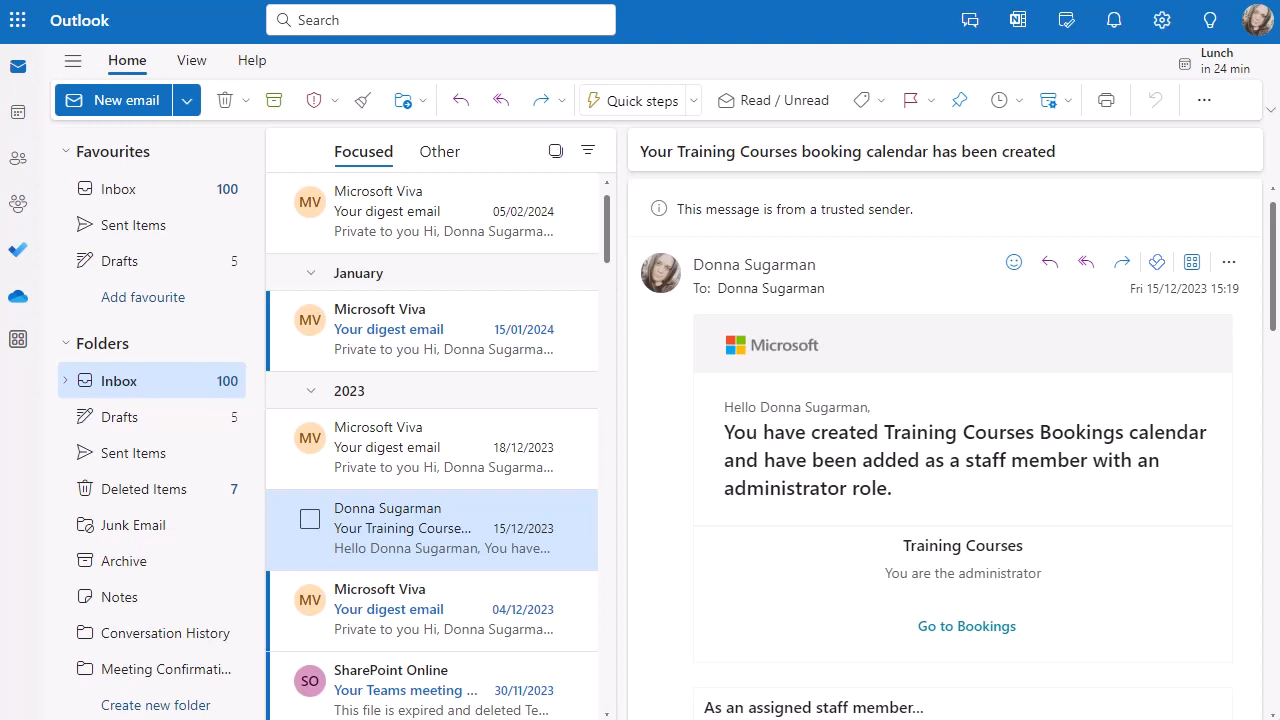 Outlook
Search
Home
View
Help
Lunch
in 24 min
New email
Quick steps
Read / Unread
Favourites
Inbox 100
Sent Items
Drafts 5
Add favourite
Folders
Inbox 100
Drafts 5
Sent Items
Deleted Items 7
Junk Email
Archive
Notes
Conversation History
Meeting Confirmati...
Create new folder
Focused
Other
MV
Microsoft Viva
Your digest email 05/02/2024
Private to you Hi, Donna Sugarma...
January
MV
Microsoft Viva
Your digest email 15/01/2024
Private to you Hi, Donna Sugarma...
2023
MV
Microsoft Viva
Your digest email 18/12/2023
Private to you Hi, Donna Sugarma...
Donna Sugarman
Your Training Course... 15/12/2023
Hello Donna Sugarman, You have...
MV
Microsoft Viva
Your digest email 04/12/2023
Private to you Hi, Donna Sugarma...
SO
SharePoint Online
Your Teams meeting ... 30/11/2023
This file is expired and deleted Te...
Your Training Courses booking calendar has been created
This message is from a trusted sender.
Donna Sugarman
To: Donna Sugarman
Fri 15/12/2023 15:19
Microsoft
Hello Donna Sugarman,
You have created Training Courses Bookings calendar
and have been added as a staff member with an
administrator role.
Training Courses
You are the administrator
Go to Bookings
As an assigned staff member...